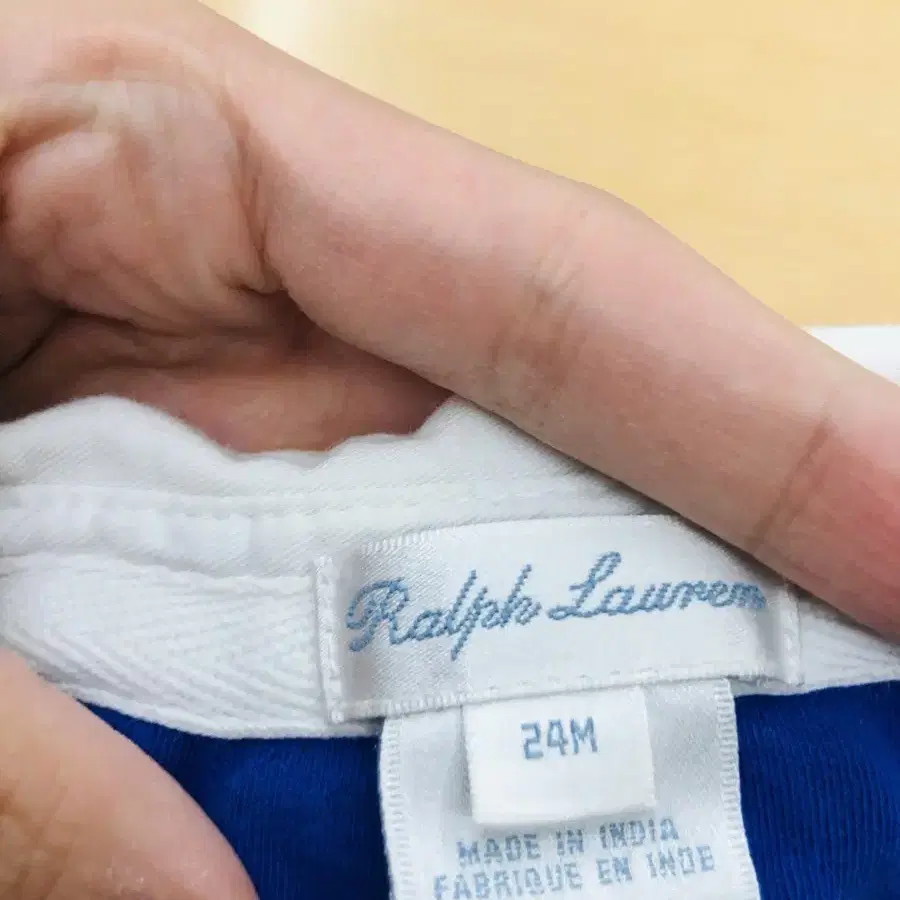 Ralph Lauren
24M
MADE IN INDIA
FABRIQUE EN INDE